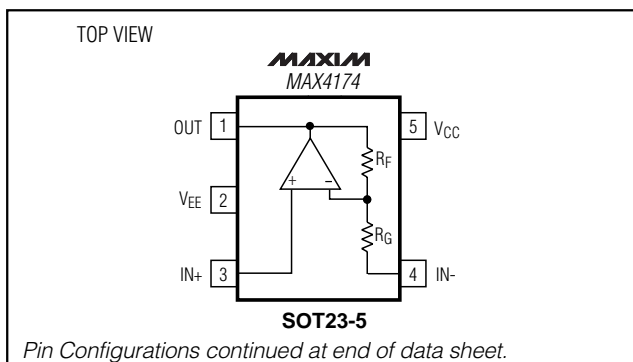 TOP VIEW
MAXIM
MAX4174
OUT 1
5 VCC
RF
+ −
VEE 2
RG
IN+ 3
4 IN-
SOT23-5
Pin Configurations continued at end of data sheet.